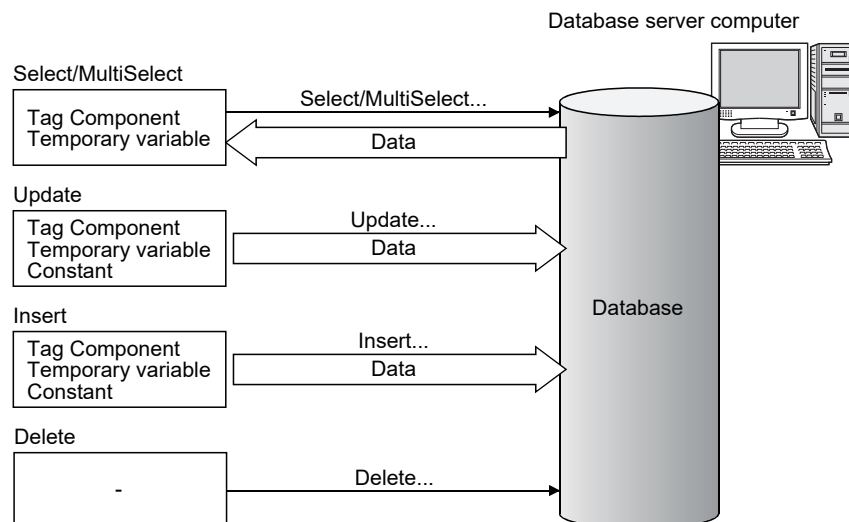 Database server computer
Select/MultiSelect
Tag Component
Temporary variable
Select/MultiSelect...
Data
Update
Tag Component
Temporary variable
Constant
Update...
Data
Insert
Tag Component
Temporary variable
Constant
Insert...
Data
Delete
-
Delete...
Database